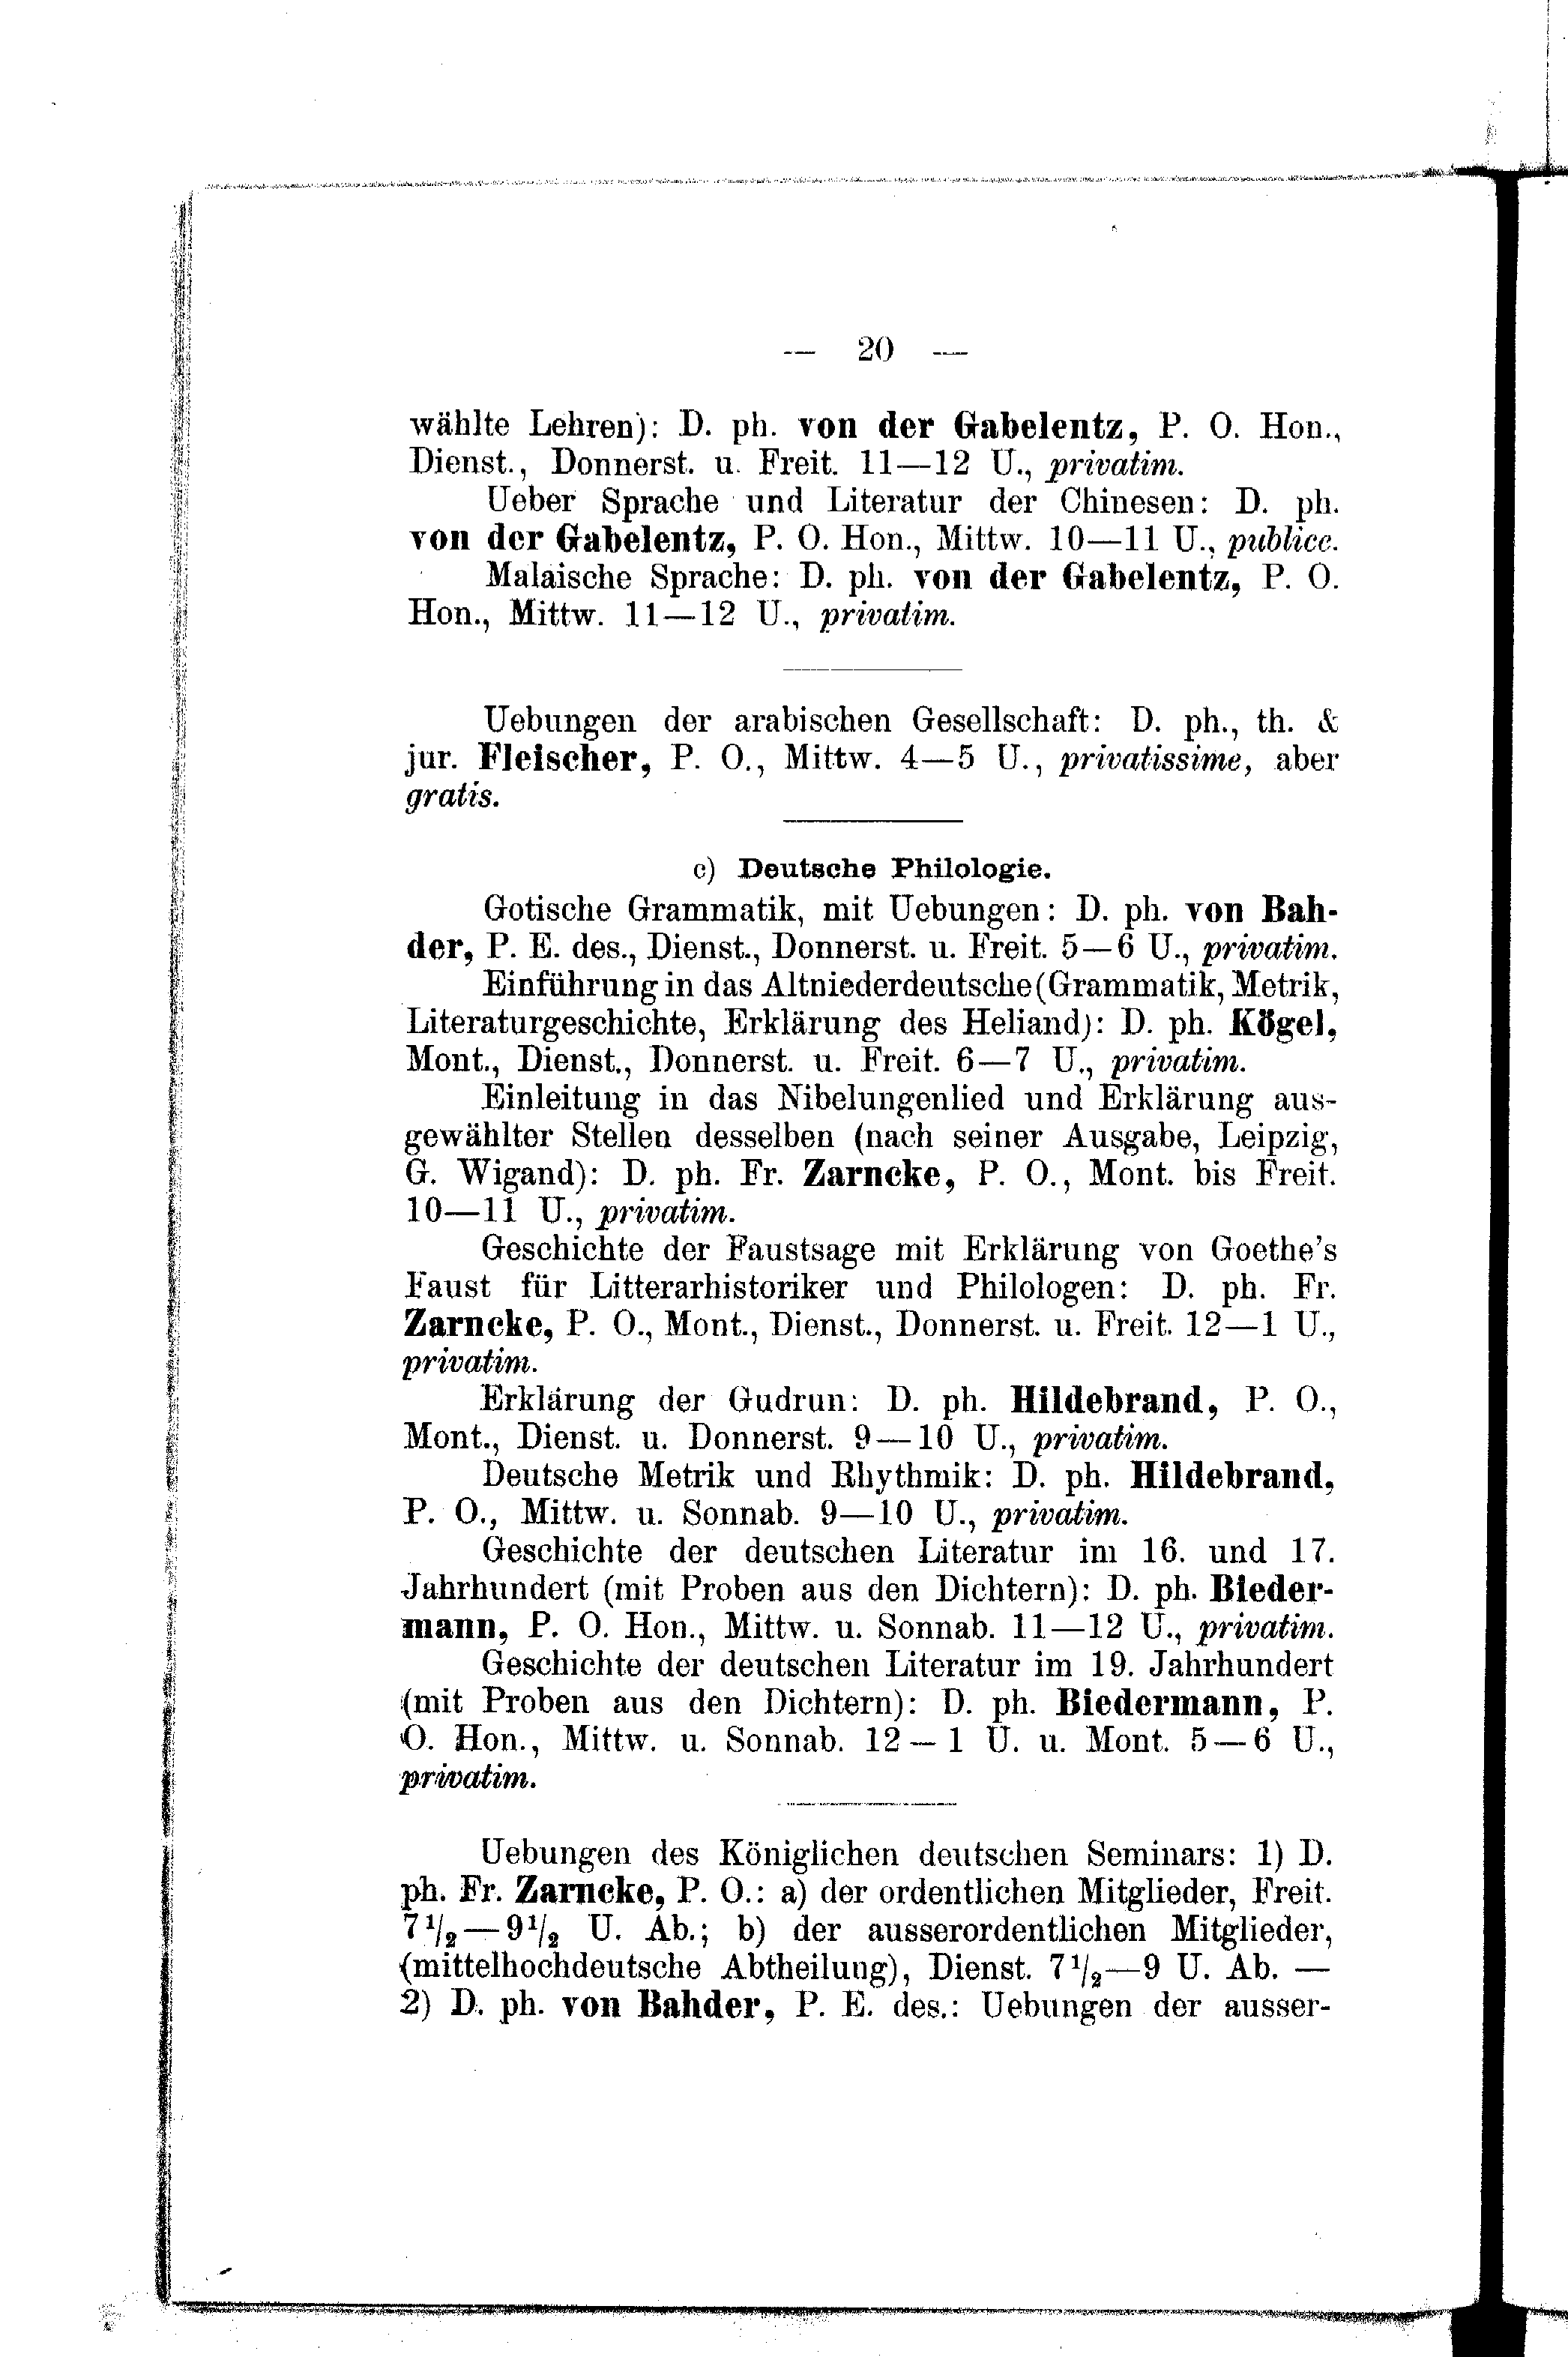 — 20 —
wählte Lehren): D. ph. von der Gabelentz, P. O. Hon.,
Dienst., Donnerst. u. Freit. 11—12 U., privatim.
Ueber Sprache und Literatur der Chinesen: D. ph.
von der Gabelentz, P. O. Hon., Mittw. 10—11 U., publice.
Malaische Sprache: D. ph. von der Gabelentz, P. O.
Hon., Mittw. 11—12 U., privatim.
Uebungen der arabischen Gesellschaft: D. ph., th. &
jur. Fleischer, P. O., Mittw. 4—5 U., privatissime, aber
gratis.
c) Deutsche Philologie.
Gotische Grammatik, mit Uebungen: D. ph. von Bah-
der, P. E. des., Dienst., Donnerst. u. Freit. 5—6 U., privatim.
Einführung in das Altniederdeutsche (Grammatik, Metrik,
Literaturgeschichte, Erklärung des Heliand): D. ph. Kögel,
Mont., Dienst., Donnerst. u. Freit. 6—7 U., privatim.
Einleitung in das Nibelungenlied und Erklärung aus-
gewählter Stellen desselben (nach seiner Ausgabe, Leipzig,
G. Wigand): D. ph. Fr. Zarncke, P. O., Mont. bis Freit.
10—11 U., privatim.
Geschichte der Faustsage mit Erklärung von Goethe's
Faust für Litterarhistoriker und Philologen: D. ph. Fr.
Zarncke, P. O., Mont., Dienst., Donnerst. u. Freit. 12—1 U.,
privatim.
Erklärung der Gudrun: D. ph. Hildebrand, P. O.,
Mont., Dienst. u. Donnerst. 9—10 U., privatim.
Deutsche Metrik und Rhythmik: D. ph. Hildebrand,
P. O., Mittw. u. Sonnab. 9—10 U., privatim.
Geschichte der deutschen Literatur im 16. und 17.
Jahrhundert (mit Proben aus den Dichtern): D. ph. Bieder-
mann, P. O. Hon., Mittw. u. Sonnab. 11—12 U., privatim.
Geschichte der deutschen Literatur im 19. Jahrhundert
(mit Proben aus den Dichtern): D. ph. Biedermann, P.
O. Hon., Mittw. u. Sonnab. 12—1 U. u. Mont. 5—6 U.,
privatim.
Uebungen des Königlichen deutschen Seminars: 1) D.
ph. Fr. Zarncke, P. O.: a) der ordentlichen Mitglieder, Freit.
7½—9½ U. Ab.; b) der ausserordentlichen Mitglieder,
(mittelhochdeutsche Abtheilung), Dienst. 7½—9 U. Ab. —
2) D. ph. von Bahder, P. E. des.: Uebungen der ausser-